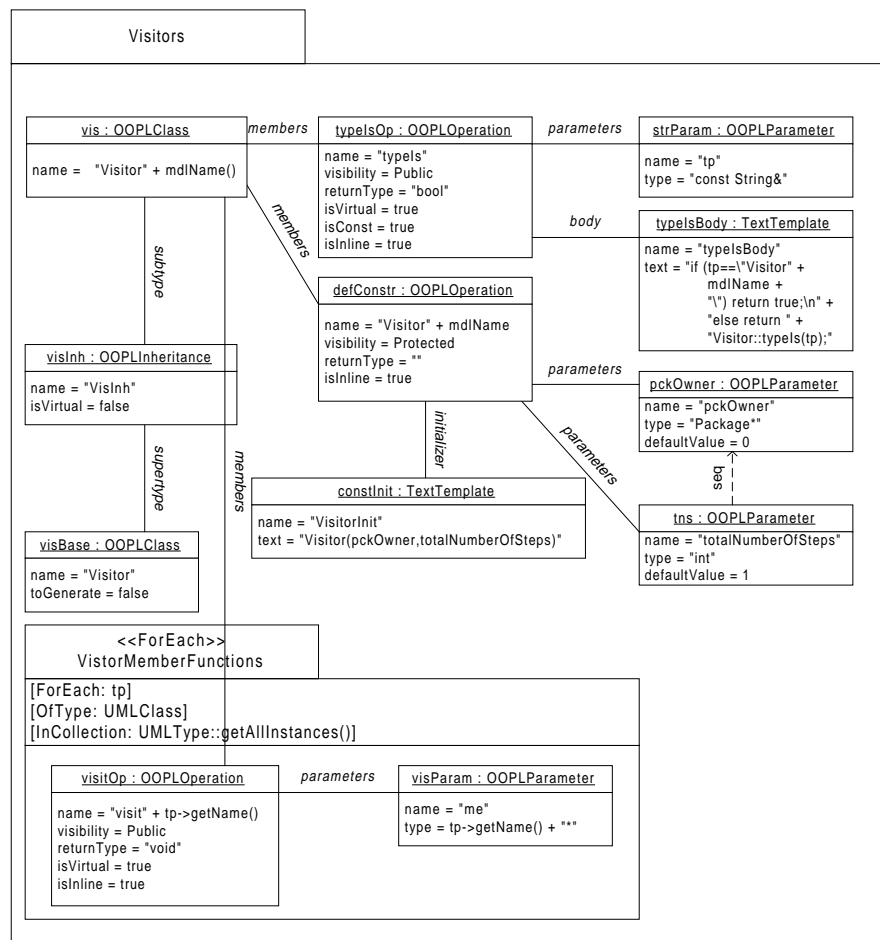 Visitors
vis : OOPLClass
name =   "Visitor" + mdlName()
members
typeIsOp : OOPLOperation
name = "typeIs"
visibility = Public
returnType = "bool"
isVirtual = true
isConst = true
isInline = true
parameters
strParam : OOPLParameter
name = "tp"
type = "const String&"
body
typeIsBody : TextTemplate
name = "typeIsBody"
text = "if (tp==\"Visitor" +
mdlName +
"\") return true;\n" +
"else return " +
"Visitor::typeIs(tp);"
members
subtype
defConstr : OOPLOperation
name = "Visitor" + mdlName
visibility = Protected
returnType = ""
isInline = true
visInh : OOPLInheritance
name = "VisInh"
isVirtual = false
parameters
pckOwner : OOPLParameter
name = "pckOwner"
type = "Package*"
defaultValue = 0
initializer
parameters
supertype
members
seq
constInit : TextTemplate
name = "VisitorInit"
text = "Visitor(pckOwner,totalNumberOfSteps)"
tns : OOPLParameter
name = "totalNumberOfSteps"
type = "int"
defaultValue = 1
visBase : OOPLClass
name = "Visitor"
toGenerate = false
<<ForEach>>
VistorMemberFunctions
[ForEach: tp]
[OfType: UMLClass]
[InCollection: UMLType::getAllInstances()]
visitOp : OOPLOperation
name = "visit" + tp->getName()
visibility = Public
returnType = "void"
isVirtual = true
isInline = true
parameters
visParam : OOPLParameter
name = "me"
type = tp->getName() + "*"